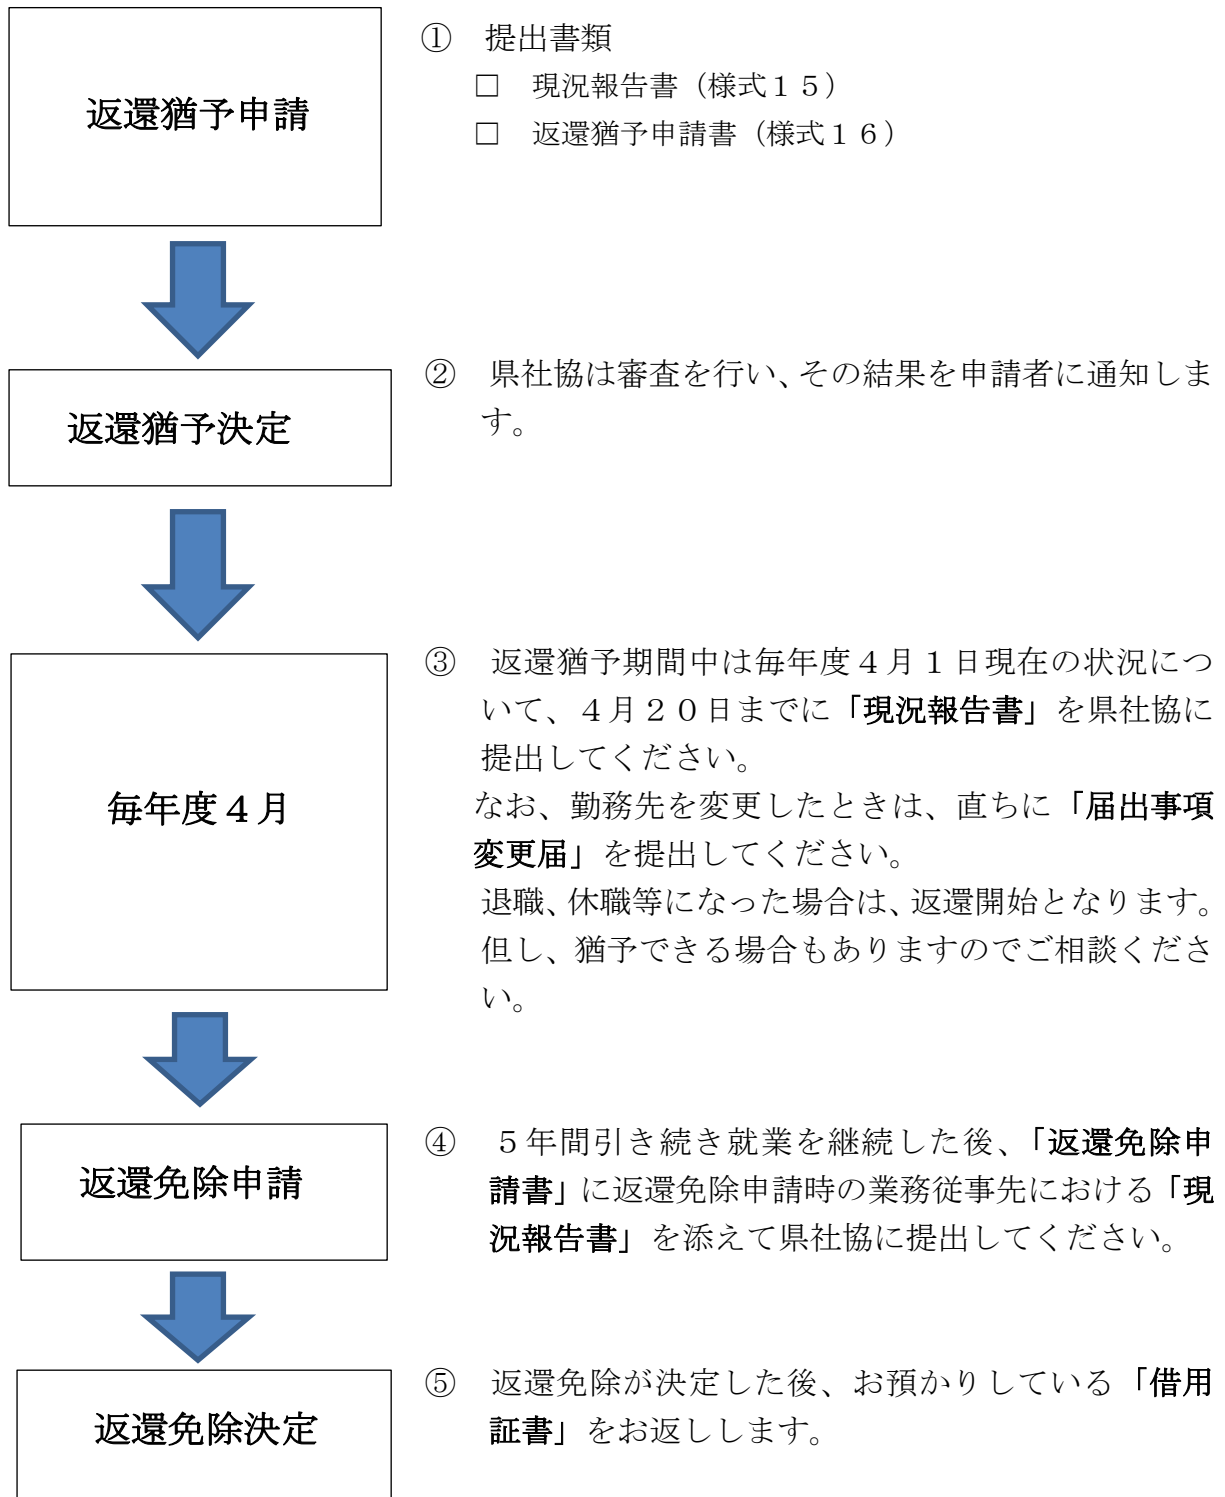 返還猶予申請
① 提出書類
□ 現況報告書（様式１５）
□ 返還猶予申請書（様式１６）
返還猶予決定
② 県社協は審査を行い、その結果を申請者に通知しま
す。
毎年度４月
③ 返還猶予期間中は毎年度４月１日現在の状況につ
いて、４月２０日までに「現況報告書」を県社協に
提出してください。
なお、勤務先を変更したときは、直ちに「届出事項
変更届」を提出してください。
退職、休職等になった場合は、返還開始となります。
但し、猶予できる場合もありますのでご相談くださ
い。
返還免除申請
④ ５年間引き続き就業を継続した後、「返還免除申
請書」に返還免除申請時の業務従事先における「現
況報告書」を添えて県社協に提出してください。
返還免除決定
⑤ 返還免除が決定した後、お預かりしている「借用
証書」をお返しします。